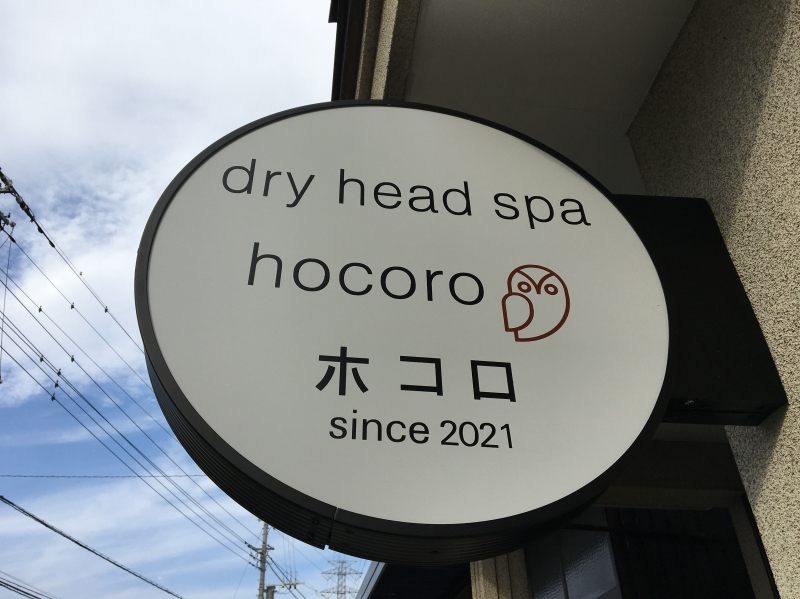 dry head spa
hocoro
ホコロ
since 2021